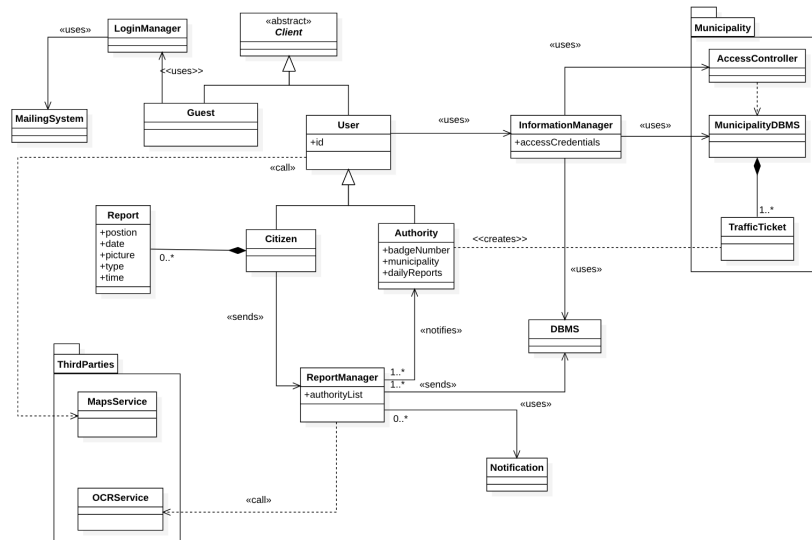 «abstract»
Client
LoginManager
«uses»
Municipality
«uses»
AccessController
<<uses>>
MailingSystem
Guest
User
+id
«uses»
InformationManager
+accessCredentials
«uses»
MunicipalityDBMS
«call»
1..*
Report
+postion
+date
+picture
+type
+time
0..*
Citizen
Authority
+badgeNumber
+municipality
+dailyReports
<<creates>>
TrafficTicket
«uses»
«sends»
«notifies»
DBMS
ThirdParties
ReportManager
+authorityList
1..*
1..*
«sends»
0..*
«uses»
MapsService
Notification
OCRService
«call»